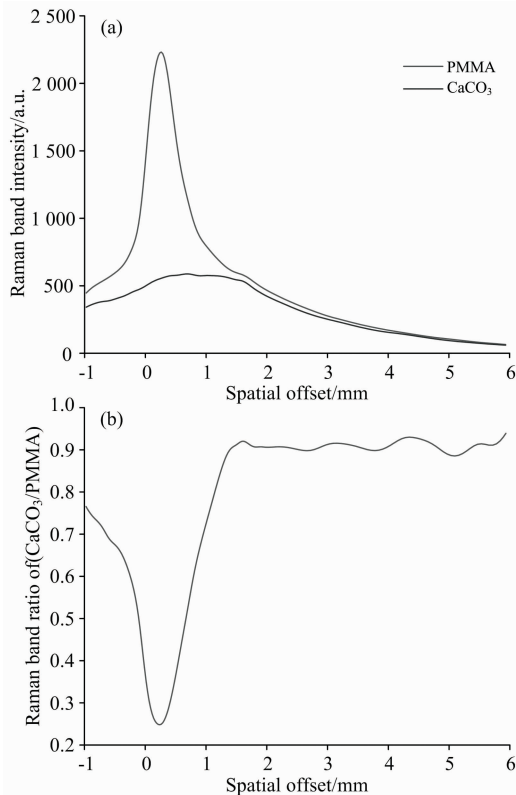 (a)
2 500
2 000
1 500
1 000
500
0
Raman band intensity/a.u.
PMMA
CaCO₃
-1 0 1 2 3 4 5 6
Spatial offset/mm
(b)
1.0
0.9
0.8
0.7
0.6
0.5
0.4
0.3
0.2
Raman band ratio of(CaCO₃/PMMA)
-1 0 1 2 3 4 5 6
Spatial offset/mm